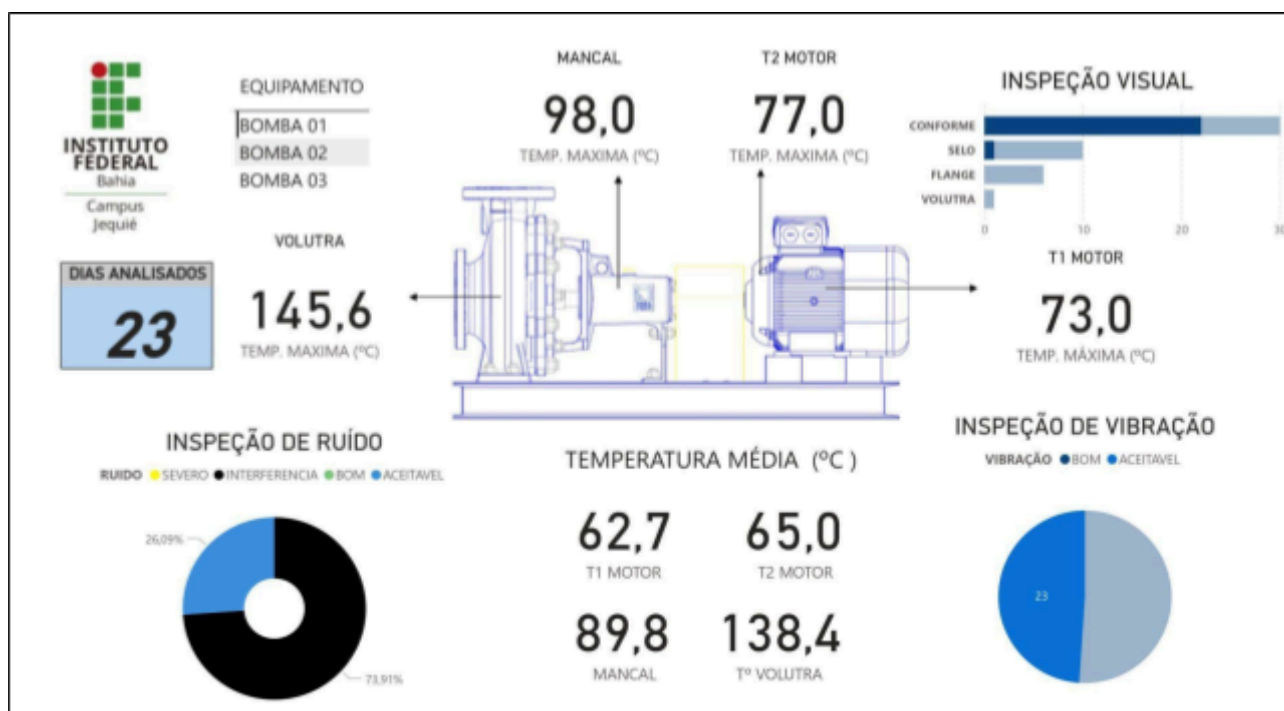 INSTITUTO
FEDERAL
Bahia
Campus
Jequié
EQUIPAMENTO
BOMBA 01
BOMBA 02
BOMBA 03
MANCAL
98,0
TEMP. MAXIMA (ºC)
T2 MOTOR
77,0
TEMP. MAXIMA (ºC)
INSPEÇÃO VISUAL
CONFORME
SELO
FLANGE
VOLUTRA
0 10 20 30
DIAS ANALISADOS
23
VOLUTRA
145,6
TEMP. MAXIMA (ºC)
T1 MOTOR
73,0
TEMP. MÁXIMA (ºC)
INSPEÇÃO DE RUÍDO
RUIDO SEVERO INTERFERENCIA BOM ACEITAVEL
26,09%
73,91%
TEMPERATURA MÉDIA (ºC )
62,7
T1 MOTOR
65,0
T2 MOTOR
89,8
MANCAL
138,4
Tº VOLUTRA
INSPEÇÃO DE VIBRAÇÃO
VIBRAÇÃO BOM ACEITAVEL
23